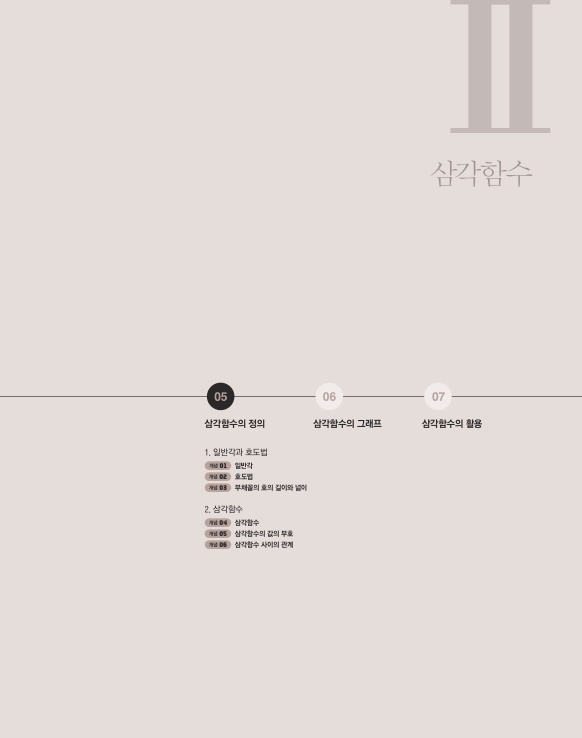 II
삼각함수
05 06 07
삼각함수의 정의 삼각함수의 그래프 삼각함수의 활용
1. 일반각과 호도법
개념 01 일반각
개념 02 호도법
개념 03 부채꼴의 호의 길이와 넓이
2. 삼각함수
개념 04 삼각함수
개념 05 삼각함수의 값의 부호
개념 06 삼각함수 사이의 관계